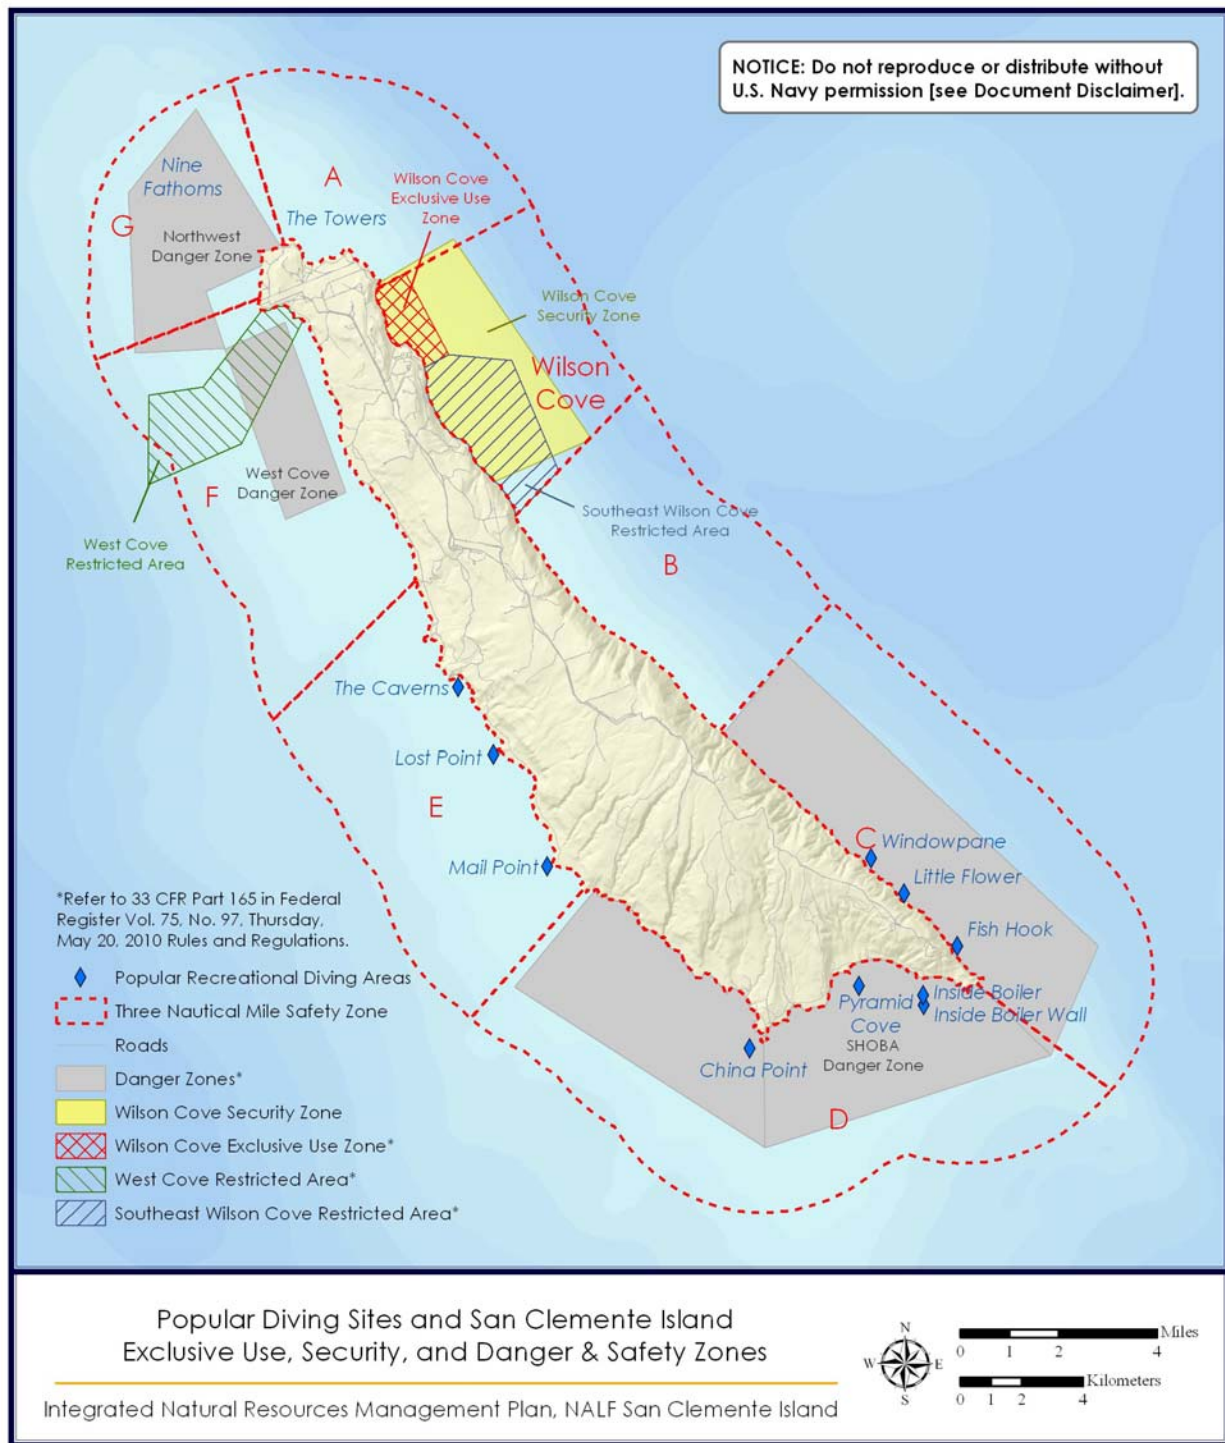 NOTICE: Do not reproduce or distribute without
U.S. Navy permission [see Document Disclaimer].
Nine
Fathoms
A
Wilson Cove
Exclusive Use
Zone
The Towers
G
Northwest
Danger Zone
Wilson Cove
Security Zone
Wilson
Cove
West Cove
Danger Zone
F
Southeast Wilson Cove
Restricted Area
West Cove
Restricted Area
B
The Caverns
Lost Point
E
C
Windowpane
Mail Point
Little Flower
Fish Hook
Inside Boiler
Inside Boiler Wall
Pyramid
Cove
SHOBA
Danger Zone
China Point
D
*Refer to 33 CFR Part 165 in Federal
Register Vol. 75, No. 97, Thursday,
May 20, 2010 Rules and Regulations.
Popular Recreational Diving Areas
Three Nautical Mile Safety Zone
Roads
Danger Zones*
Wilson Cove Security Zone
Wilson Cove Exclusive Use Zone*
West Cove Restricted Area*
Southeast Wilson Cove Restricted Area*
Popular Diving Sites and San Clemente Island
Exclusive Use, Security, and Danger & Safety Zones
Integrated Natural Resources Management Plan, NALF San Clemente Island
N
W E
S
Miles
0 1 2 4
Kilometers
0 1 2 4